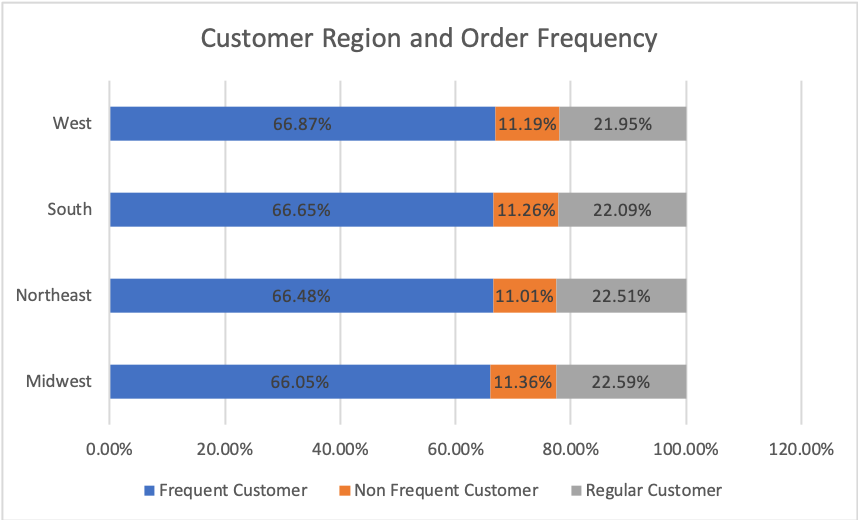 Customer Region and Order Frequency
West 66.87% 11.19% 21.95%
South 66.65% 11.26% 22.09%
Northeast 66.48% 11.01% 22.51%
Midwest 66.05% 11.36% 22.59%
0.00% 20.00% 40.00% 60.00% 80.00% 100.00% 120.00%
Frequent Customer Non Frequent Customer Regular Customer